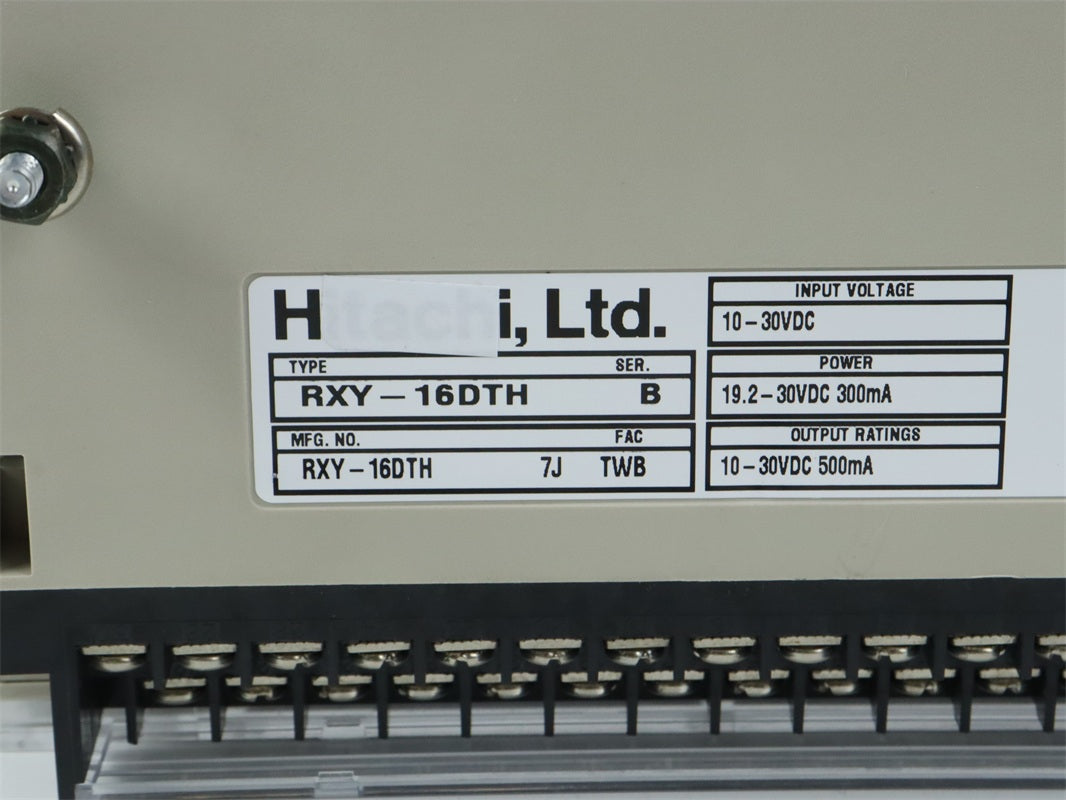 Hitachi, Ltd.
TYPE SER.
RXY-16DTH B
MFG. NO. FAC
RXY-16DTH 7J TWB
INPUT VOLTAGE
10-30VDC
POWER
19.2-30VDC 300mA
OUTPUT RATINGS
10-30VDC 500mA